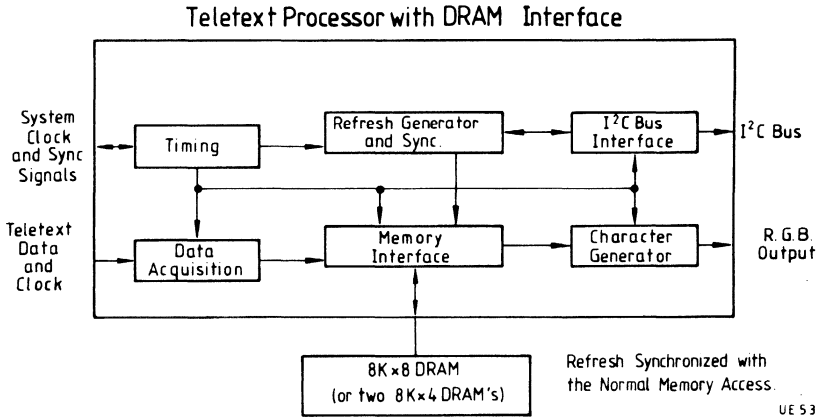 Teletext Processor with DRAM Interface
System
Clock
and Sync
Signals
Timing
Refresh Generator
and Sync.
I²C Bus
Interface
I²C Bus
Teletext
Data
and
Clock
Data
Acquisition
Memory
Interface
Character
Generator
R.G.B.
Output
8K×8 DRAM
(or two 8K×4 DRAM's)
Refresh Synchronized with
the Normal Memory Access.
UE 53